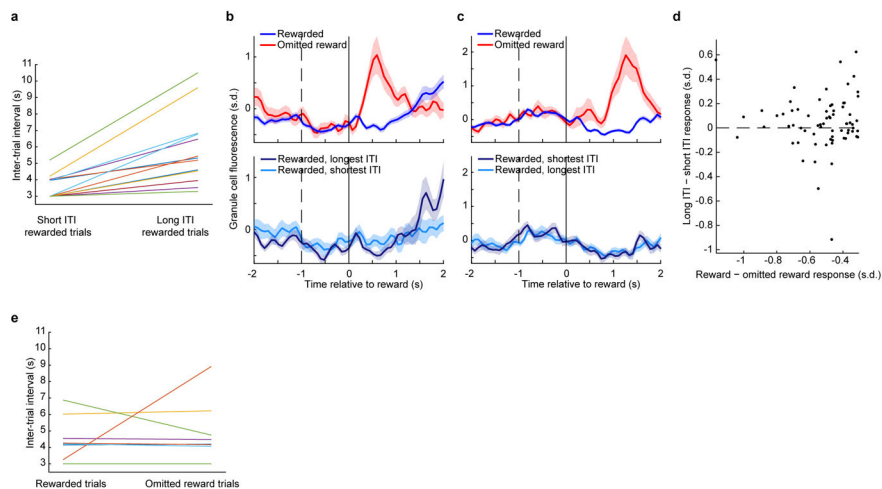 a
Inter-trial interval (s)
11
10
9
8
7
6
5
4
3
Short ITI
rewarded trials
Long ITI
rewarded trials
b
Granule cell fluorescence (s.d.)
Rewarded
Omitted reward
1
0
Rewarded, longest ITI
Rewarded, shortest ITI
1
0
-2
-1
0
1
2
Time relative to reward (s)
c
Rewarded
Omitted reward
2
1
0
Rewarded, shortest ITI
Rewarded, longest ITI
2
1
0
-2
-1
0
1
2
Time relative to reward (s)
d
Long ITI − short ITI response (s.d.)
0.6
0.4
0.2
0
-0.2
-0.4
-0.6
-0.8
-1
-1
-0.8
-0.6
-0.4
Reward − omitted reward response (s.d.)
e
Inter-trial interval (s)
11
10
9
8
7
6
5
4
3
Rewarded trials
Omitted reward trials